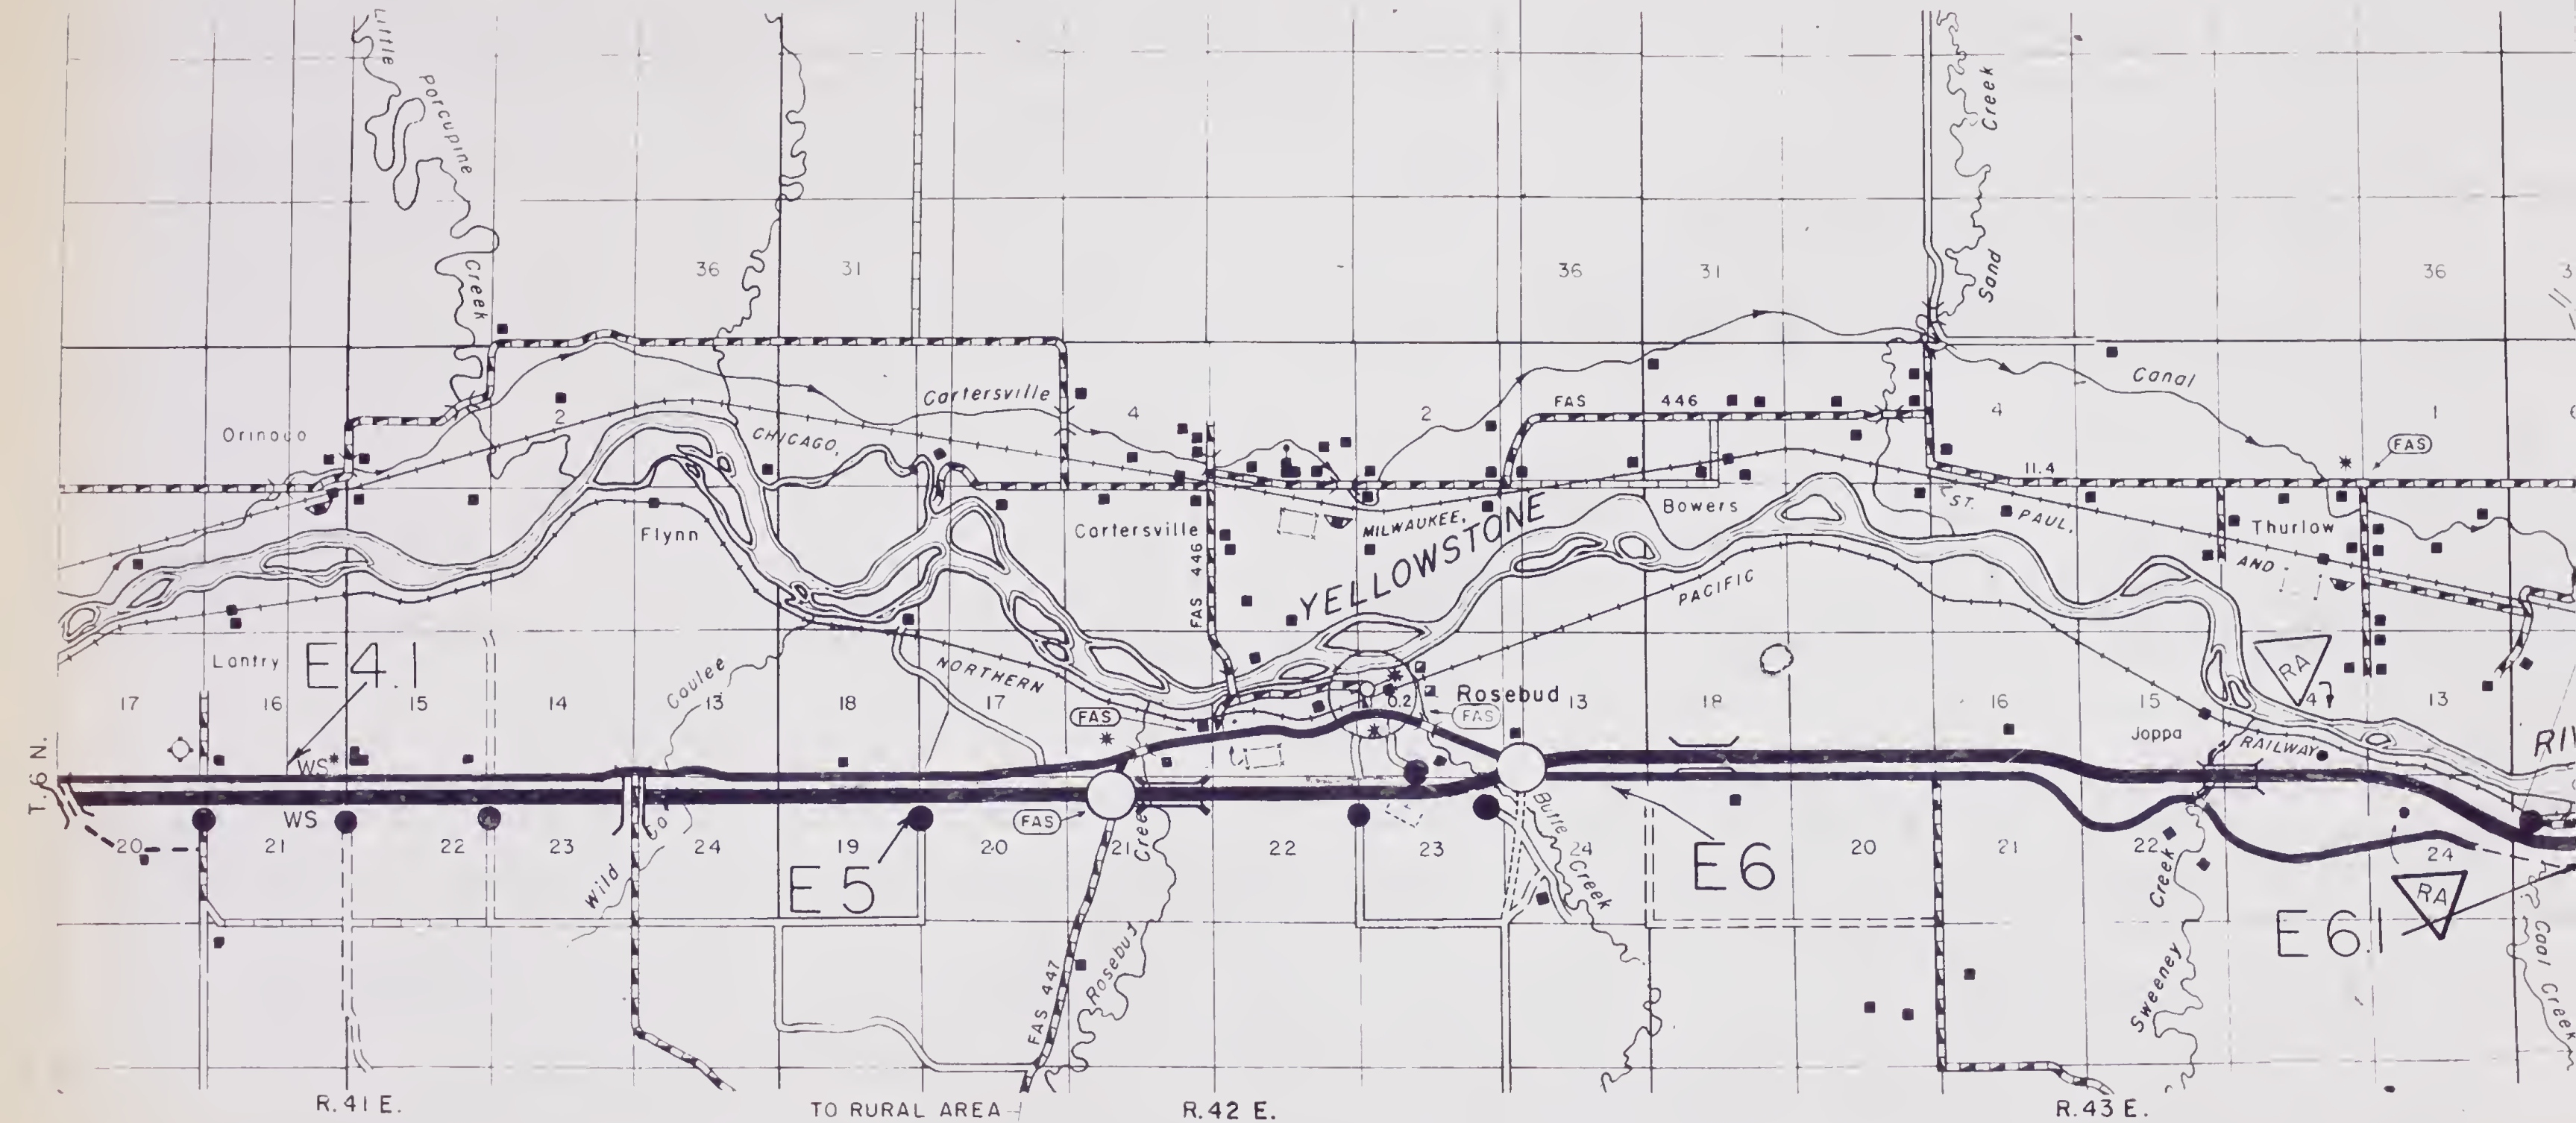 LITTLE
Porcupine
Creek
Creek
Sand
36
31
36
31
36
Cartersville
Canal
2
4
2
FAS
446
4
1
CHICAGO,
FAS
11.4
Flynn
Cartersville
FAS 446
MILWAUKEE,
YELLOWSTONE
Bowers
ST.
PAUL,
AND
Thurlow
PACIFIC
Lantry
E4.1
Coulee
NORTHERN
RA
17
16
15
14
13
18
17
FAS
0.2
Rosebud
FAS
13
18
16
15
13
Joppa
RAILWAY
T. 6 N.
WS
WS
20
21
22
23
24
19
20
FAS
21
22
23
24
20
21
22
24
Butte
Creek
E5
E6
Wild
RA
E6.1
Creek
Sweeney
Coal Creek
FAS 447
Rosebud
R. 41 E.
TO RURAL AREA
R. 42 E.
R. 43 E.